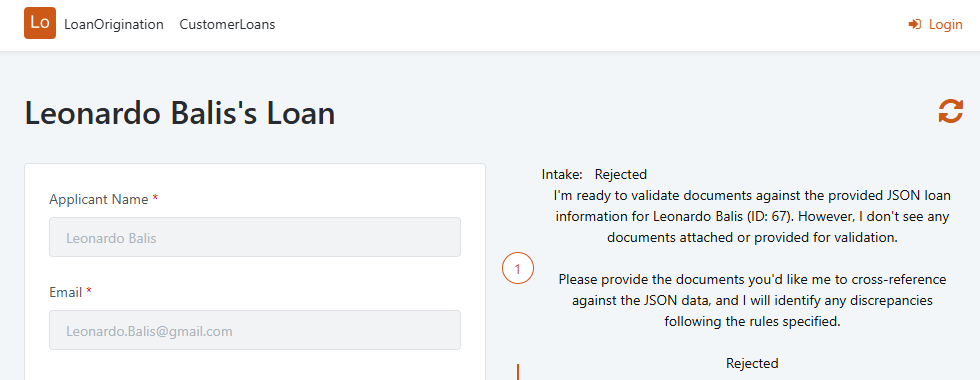 Lo LoanOrigination CustomerLoans Login
Leonardo Balis's Loan
Applicant Name *
Leonardo Balis
Email *
Leonardo.Balis@gmail.com
Intake: Rejected
I'm ready to validate documents against the provided JSON loan
information for Leonardo Balis (ID: 67). However, I don't see any
documents attached or provided for validation.
1
Please provide the documents you'd like me to cross-reference
against the JSON data, and I will identify any discrepancies
following the rules specified.
Rejected